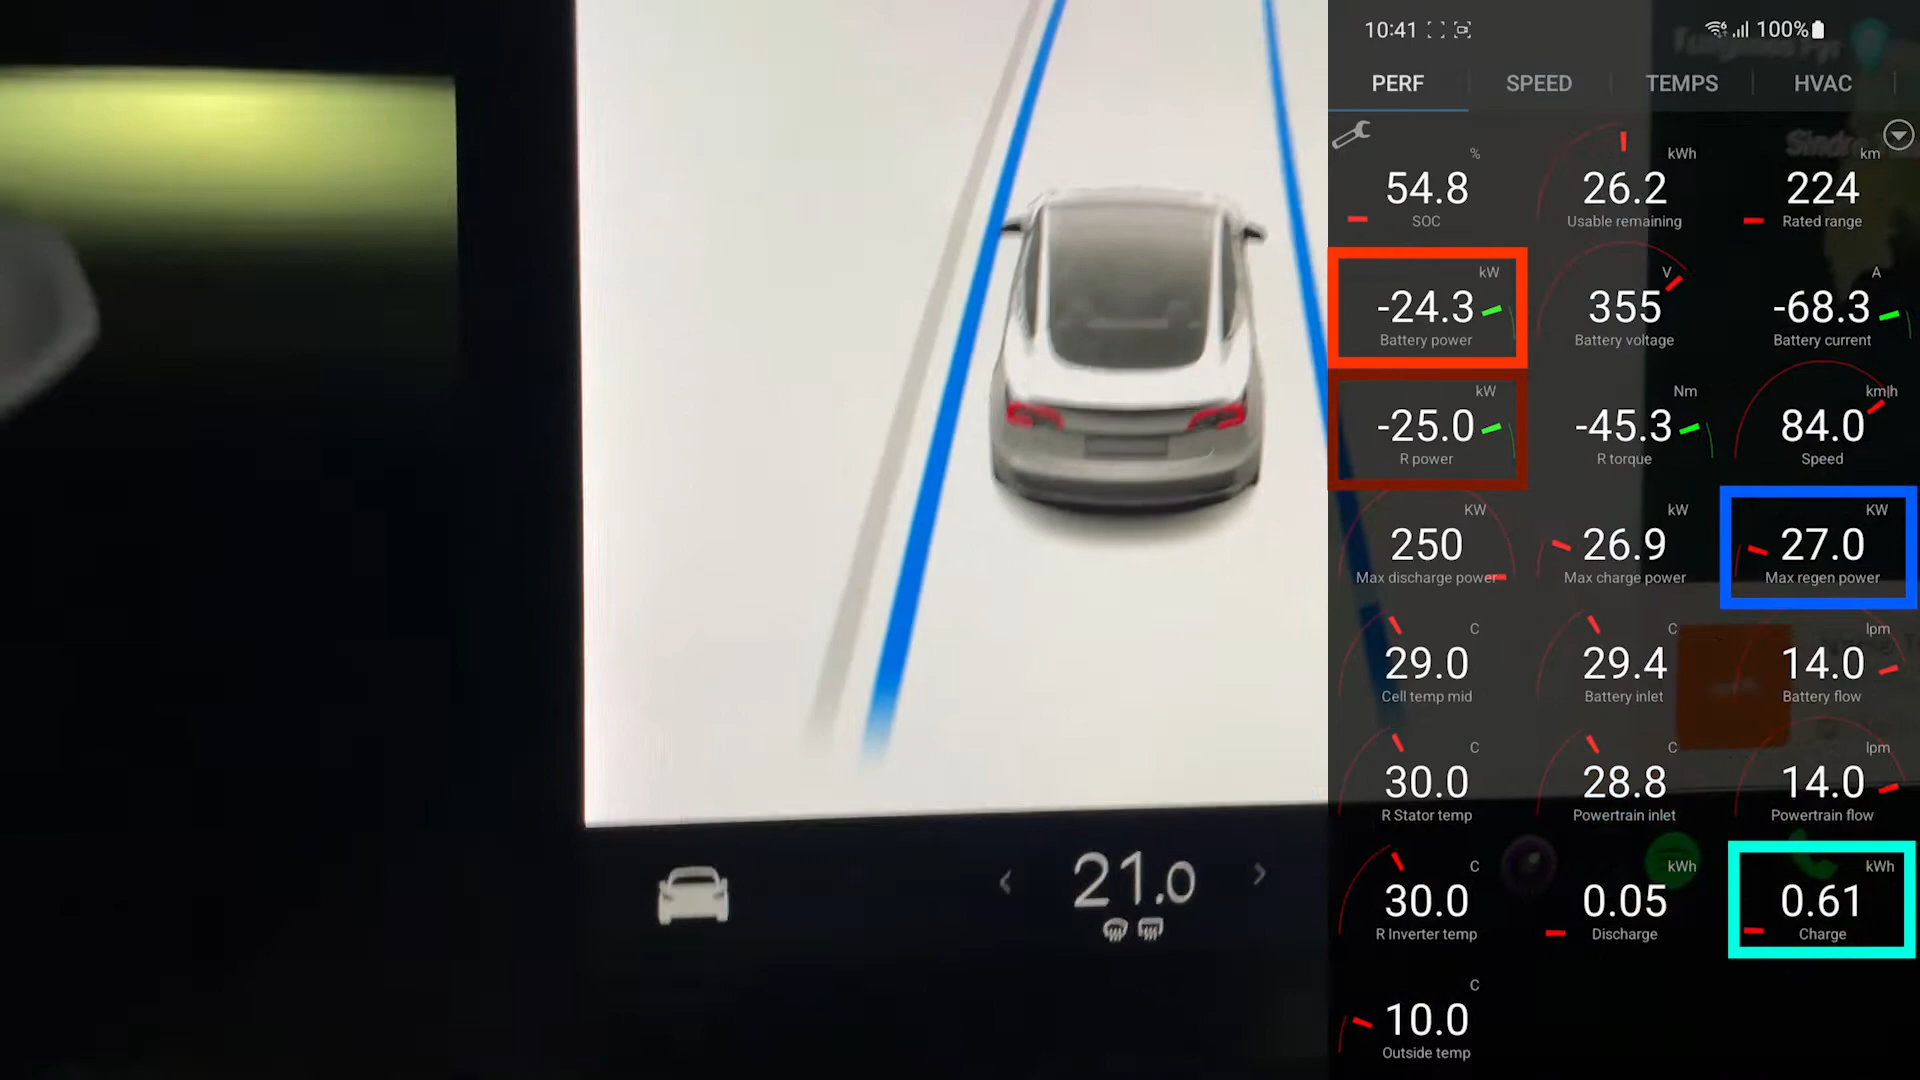 10:41 100%
PERF SPEED TEMPS HVAC
% kWh km
54.8 26.2 224
SOC Usable remaining Rated range
kW V A
-24.3 355 -68.3
Battery power Battery voltage Battery current
kW Nm km|h
-25.0 -45.3 84.0
R power R torque Speed
KW kW KW
250 26.9 27.0
Max discharge power Max charge power Max regen power
C C lpm
29.0 29.4 14.0
Cell temp mid Battery inlet Battery flow
C C lpm
30.0 28.8 14.0
R Stator temp Powertrain inlet Powertrain flow
C kWh kWh
30.0 0.05 0.61
R Inverter temp Discharge Charge
C
10.0
Outside temp
< 21.0 >